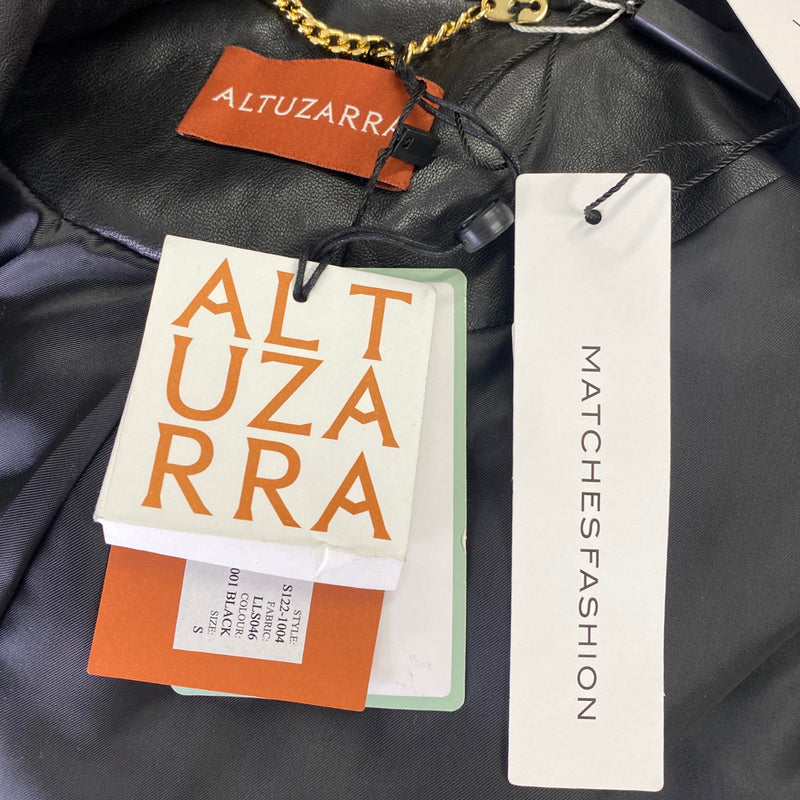 ALTUZARRA
ALT
UZA
RRA
MATCHESFASHION
STYLE:
S122-1004
FABRIC:
LLS046
COLOUR:
001 BLACK
SIZE:
S